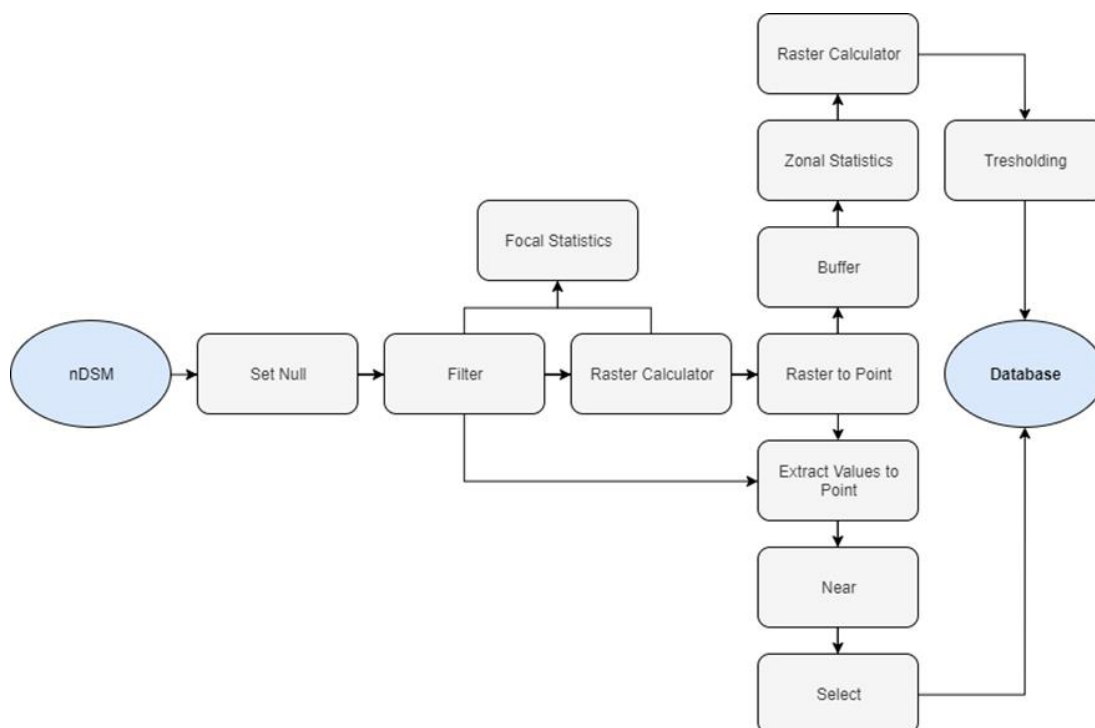 Raster Calculator
Zonal Statistics
Tresholding
Focal Statistics
Buffer
nDSM
Set Null
Filter
Raster Calculator
Raster to Point
Database
Extract Values to
Point
Near
Select